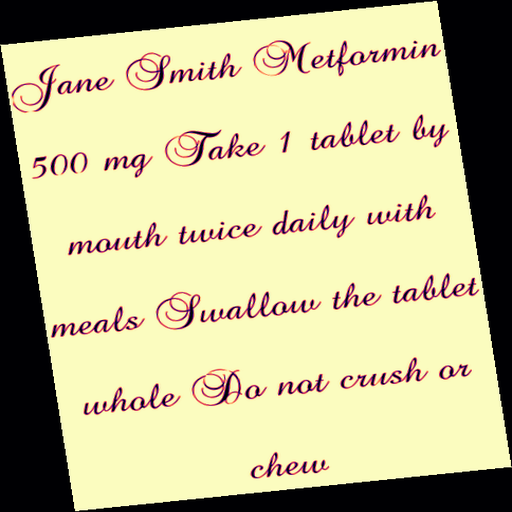 Jane Smith Metformin
500 mg Take 1 tablet by
mouth twice daily with
meals Swallow the tablet
whole Do not crush or
chew